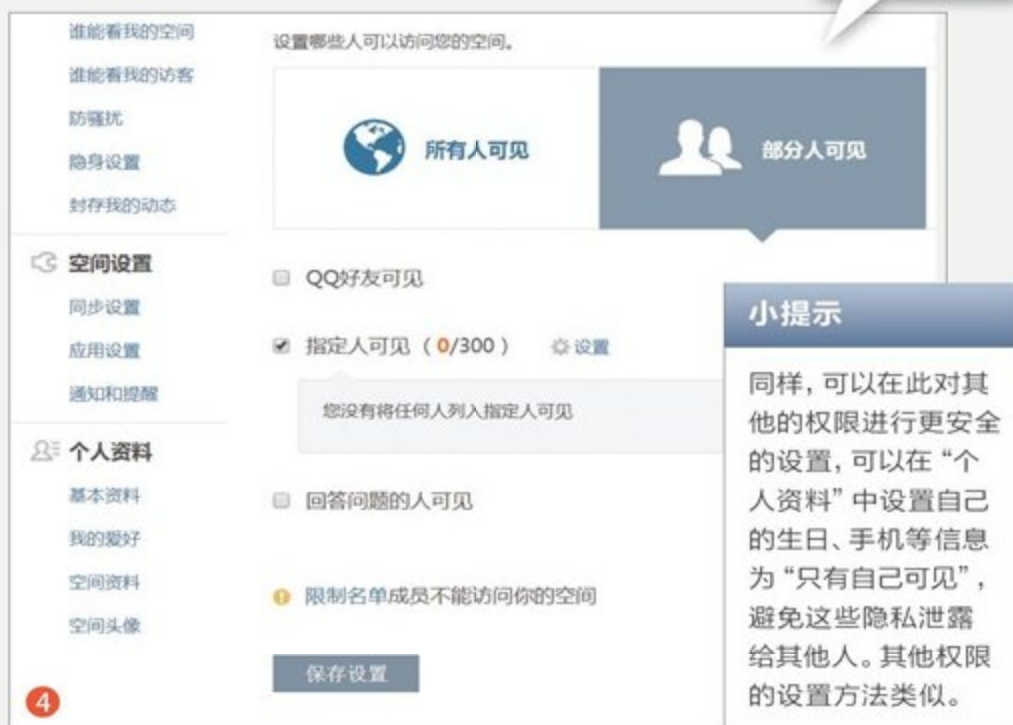 谁能看我的空间
谁能看我的访客
防骚扰
隐身设置
封存我的动态
空间设置
同步设置
应用设置
通知和提醒
个人资料
基本资料
我的爱好
空间资料
空间头像
4
设置哪些人可以访问您的空间。
所有人可见
部分人可见
QQ好友可见
指定人可见（0/300） 设置
您没有将任何人列入指定人可见
回答问题的人可见
限制名单成员不能访问你的空间
保存设置
小提示
同样，可以在此对其
他的权限进行更安全
的设置，可以在“个
人资料”中设置自己
的生日、手机等信息
为“只有自己可见”，
避免这些隐私泄露
给其他人。其他权限
的设置方法类似。